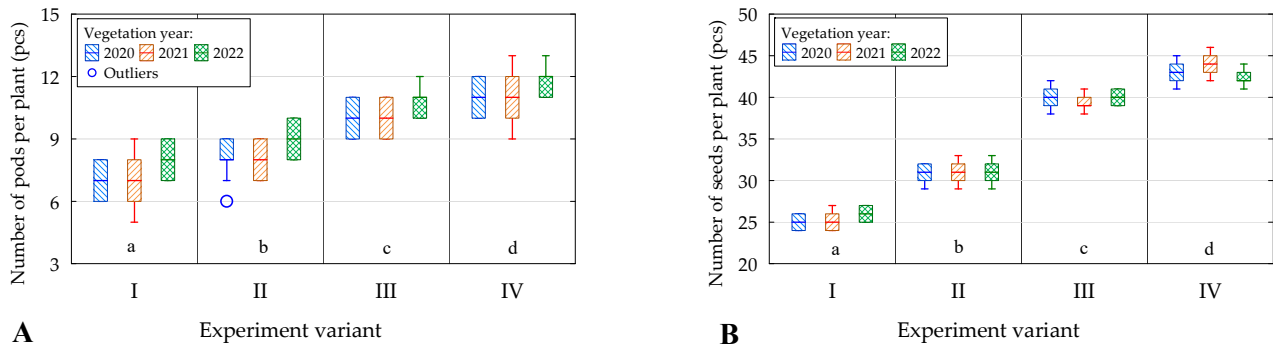 Number of pods per plant (pcs)
15
12
9
6
3
Vegetation year:
2020 2021 2022
Outliers
a b c d
I II III IV
A Experiment variant
Number of seeds per plant (pcs)
50
45
40
35
30
25
20
Vegetation year:
2020 2021 2022
a b c d
I II III IV
B Experiment variant